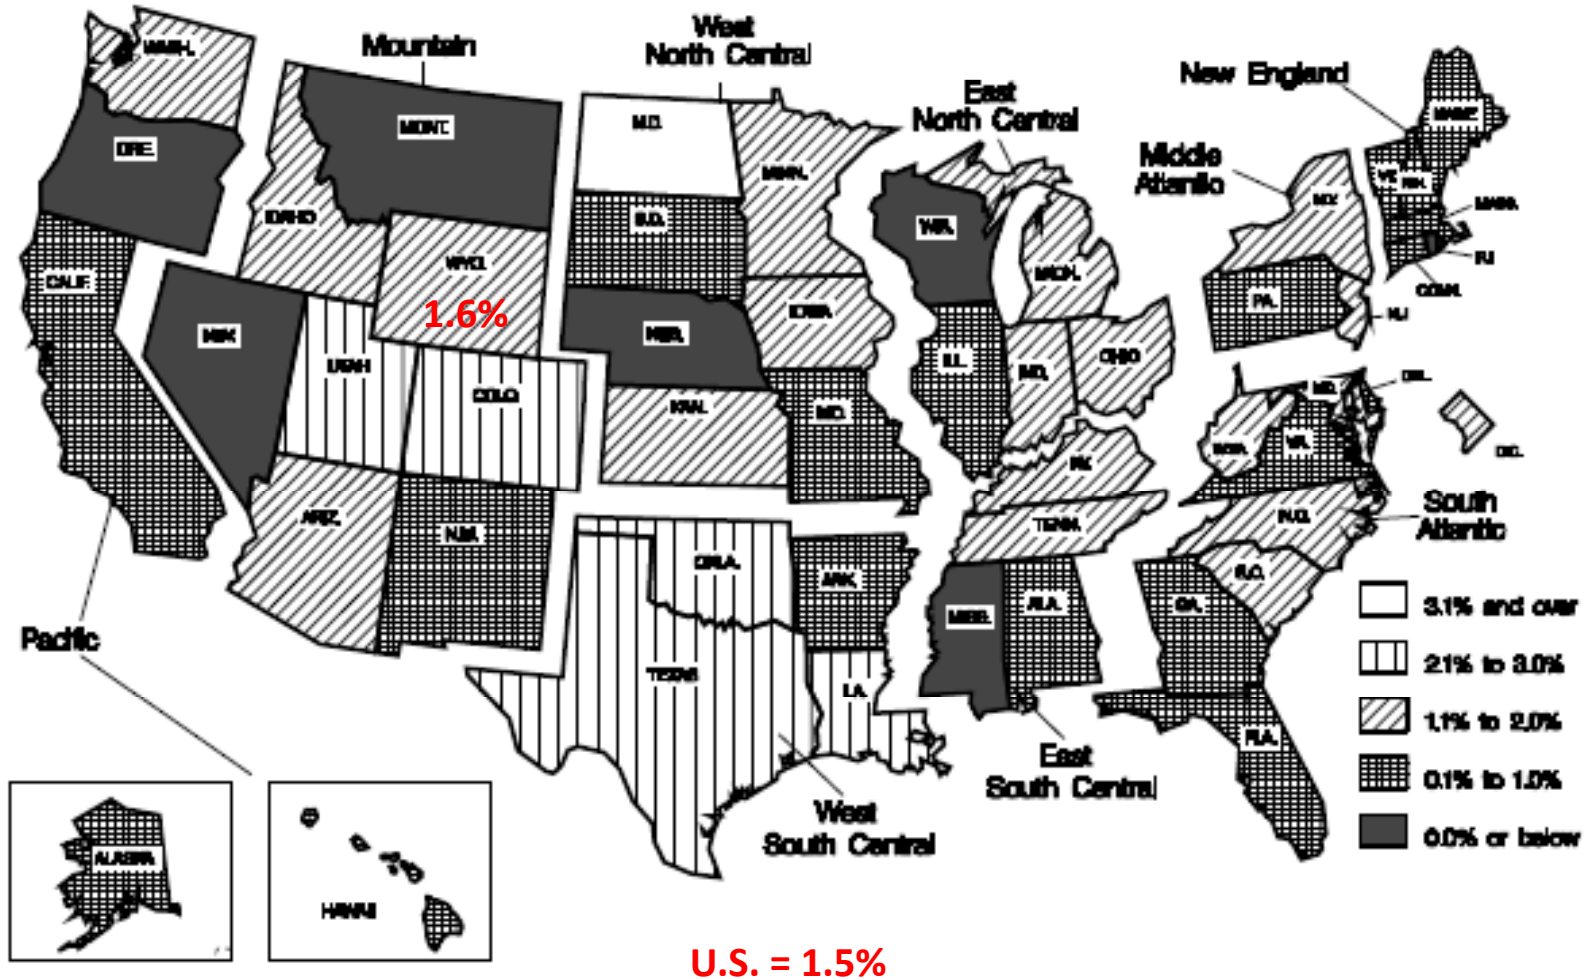 West
North Central
Mountain
New England
East
North Central
Middle
Atlantic
WASH.
ORE.
MONT.
IDAHO
WYO.
1.6%
N.D.
MINN.
S.D.
WIS.
MICH.
N.Y.
MAINE
VT.
N.H.
MASS.
R.I.
CONN.
CALIF.
NEV.
UTAH
COLO.
NEB.
IOWA
KAN.
MO.
ILL.
IND.
OHIO
PA.
N.J.
MD.
DEL.
D.C.
VA.
KY.
ARIZ.
N.M.
OKLA.
ARK.
TENN.
N.C.
S.C.
South
Atlantic
TEXAS
LA.
MISS.
ALA.
GA.
FLA.
Pacific
East
South Central
West
South Central
ALASKA
HAWAII
3.1% and over
2.1% to 3.0%
1.1% to 2.0%
0.1% to 1.0%
0.0% or below
U.S. = 1.5%